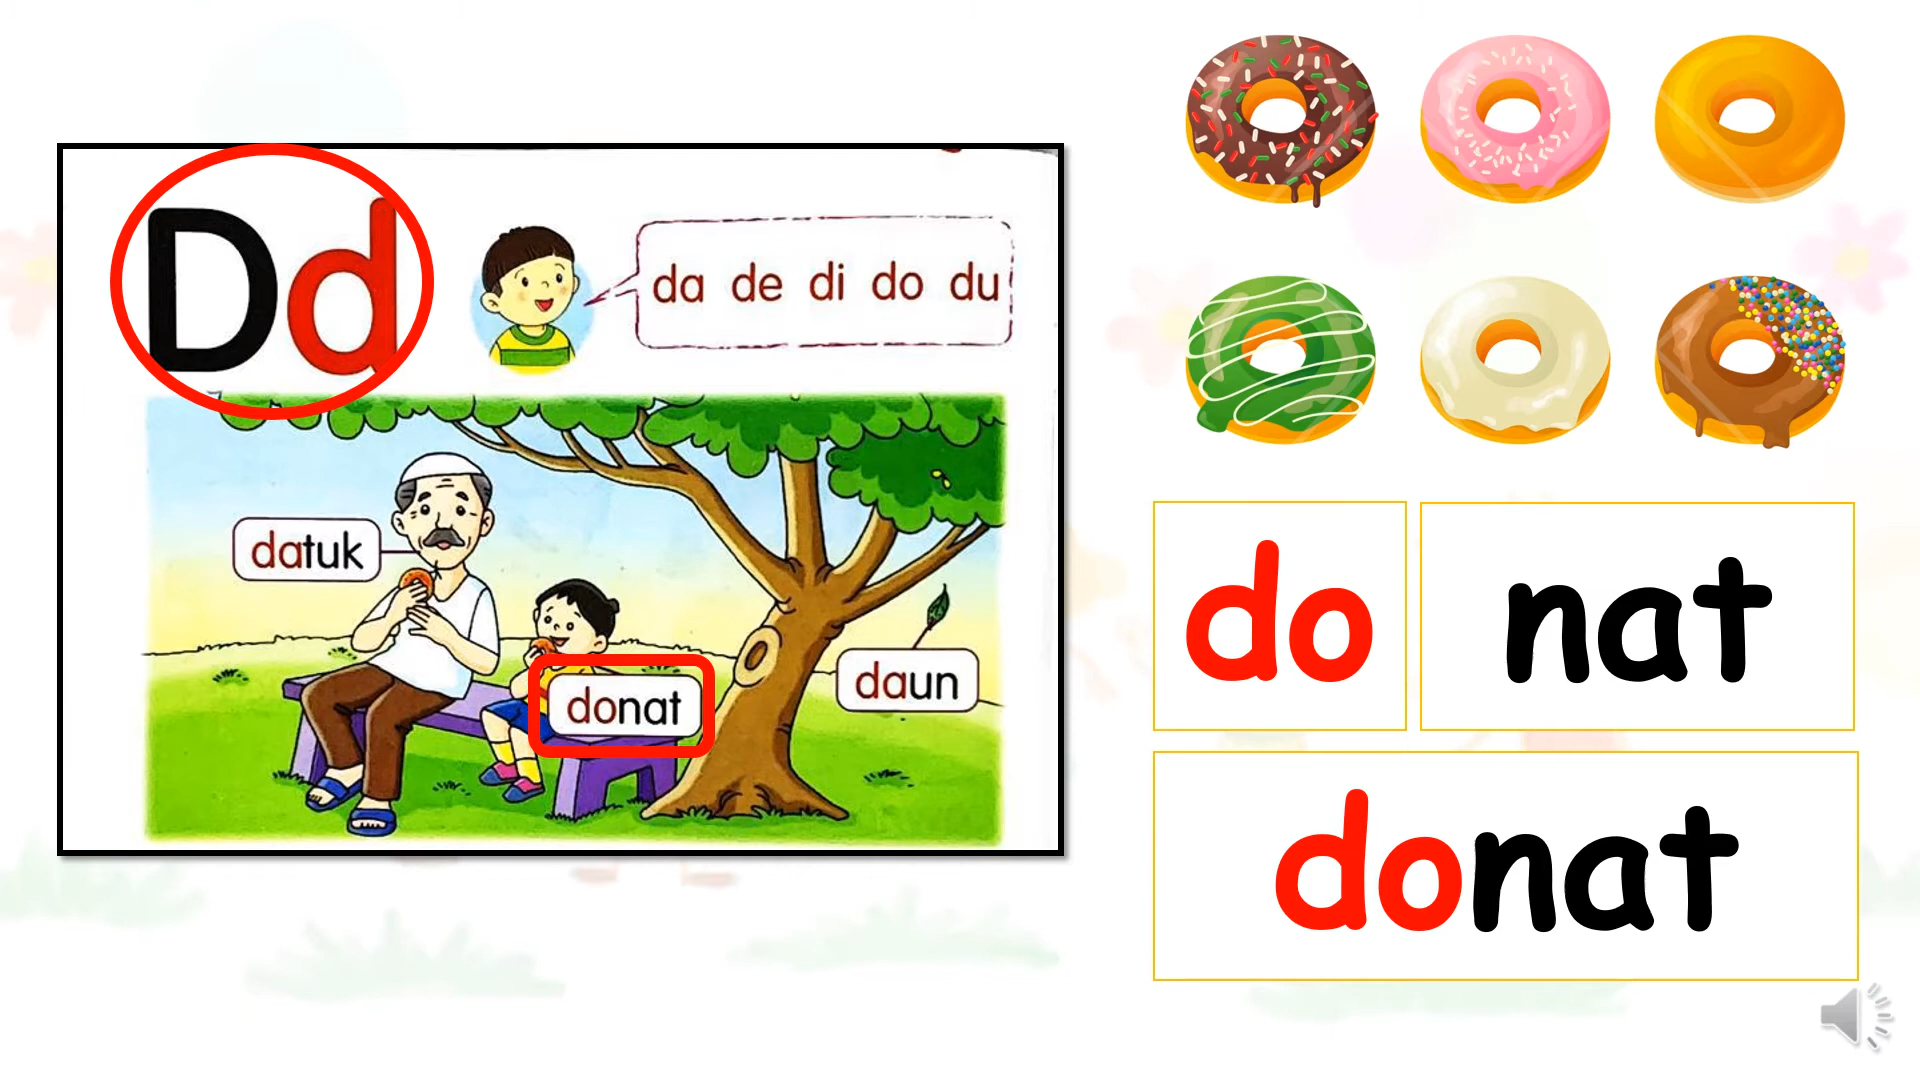 Dd
da de di do du
datuk
donat
daun
do nat
donat